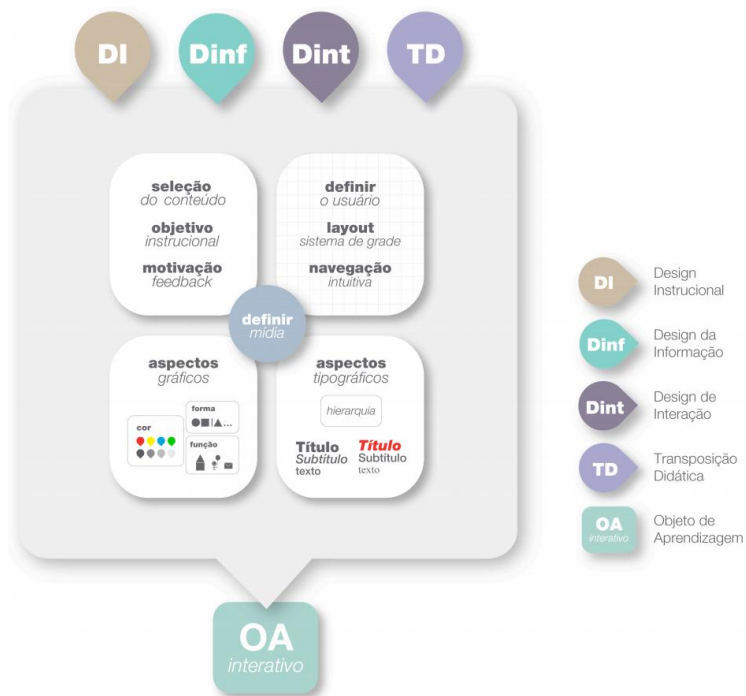 DI
Dinf
Dint
TD
seleção
do conteúdo
objetivo
instrucional
motivação
feedback
definir
o usuário
layout
sistema de grade
navegação
intuitiva
definir
mídia
aspectos
gráficos
cor
forma
função
aspectos
tipográficos
hierarquia
Título
Subtítulo
texto
Título
Subtítulo
texto
OA
interativo
DI
Design
Instrucional
Dinf
Design da
Informação
Dint
Design de
Interação
TD
Transposição
Didática
OA
interativo
Objeto de
Aprendizagem